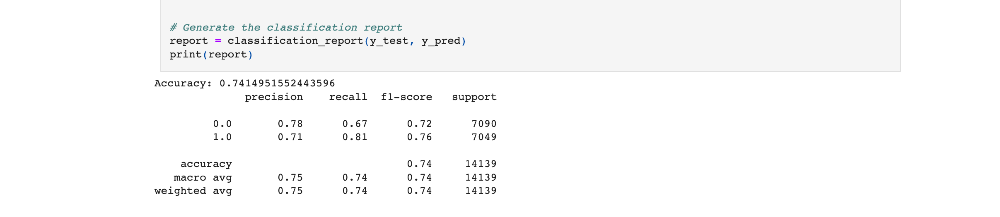 # Generate the classification report
report = classification_report(y_test, y_pred)
print(report)
Accuracy: 0.7414951552443596
precision recall f1-score support
0.0 0.78 0.67 0.72 7090
1.0 0.71 0.81 0.76 7049
accuracy 0.74 14139
macro avg 0.75 0.74 0.74 14139
weighted avg 0.75 0.74 0.74 14139